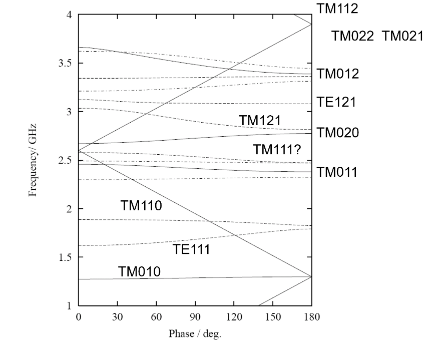 TM112
4
TM022 TM021
3.5
TM012
TE121
3
TM121
TM020
Frequency/ GHz
TM111?
2.5
TM011
2
TM110
TE111
1.5
TM010
1
0 30 60 90 120 150 180
Phase / deg.